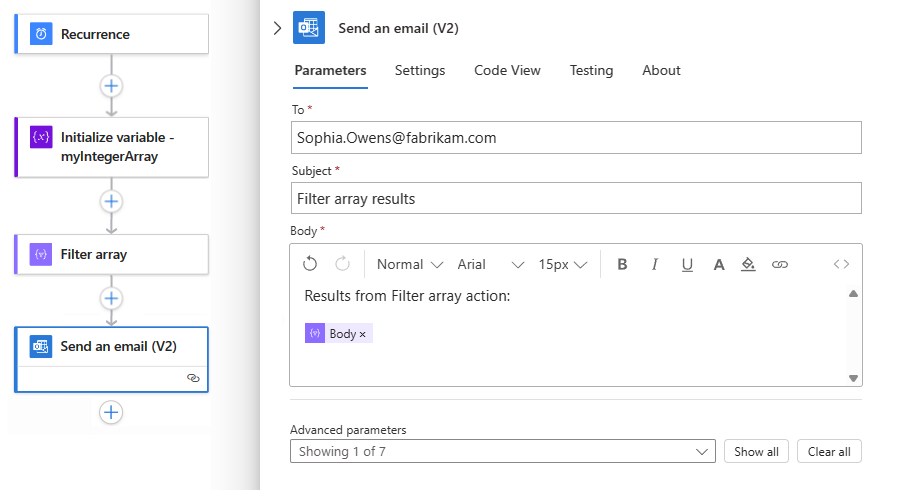 Recurrence
Initialize variable -
myIntegerArray
Filter array
Send an email (V2)
Send an email (V2)
Parameters Settings Code View Testing About
To *
Sophia.Owens@fabrikam.com
Subject *
Filter array results
Body *
Normal Arial 15px B I U A
Results from Filter array action:
Body ×
Advanced parameters
Showing 1 of 7 Show all Clear all